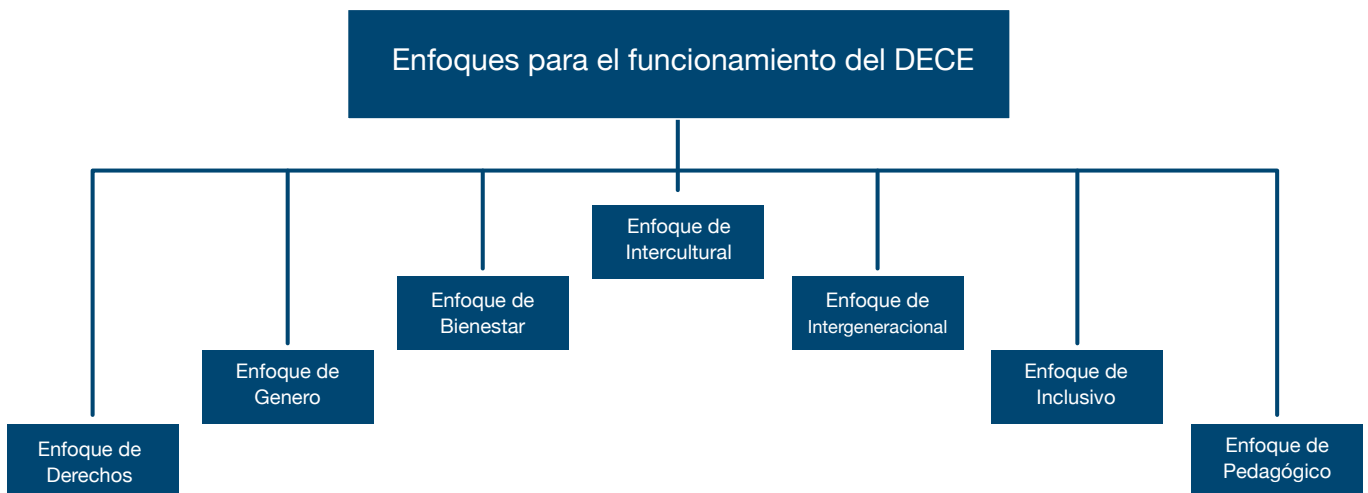 Enfoques para el funcionamiento del DECE
Enfoque de
Intercultural
Enfoque de
Bienestar
Enfoque de
Intergeneracional
Enfoque de
Genero
Enfoque de
Inclusivo
Enfoque de
Derechos
Enfoque de
Pedagógico